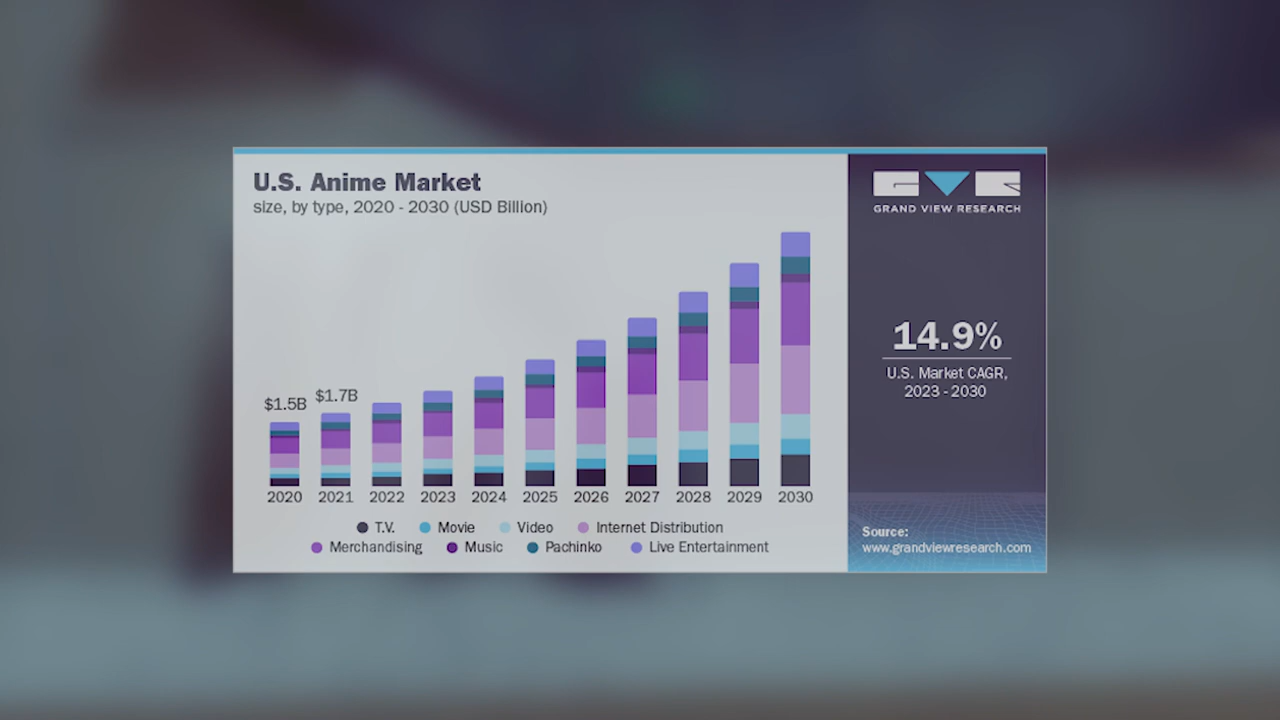 U.S. Anime Market
size, by type, 2020 - 2030 (USD Billion)
$1.5B
$1.7B
2020 2021 2022 2023 2024 2025 2026 2027 2028 2029 2030
T.V. Movie Video Internet Distribution
Merchandising Music Pachinko Live Entertainment
GRAND VIEW RESEARCH
14.9%
U.S. Market CAGR,
2023 - 2030
Source:
www.grandviewresearch.com